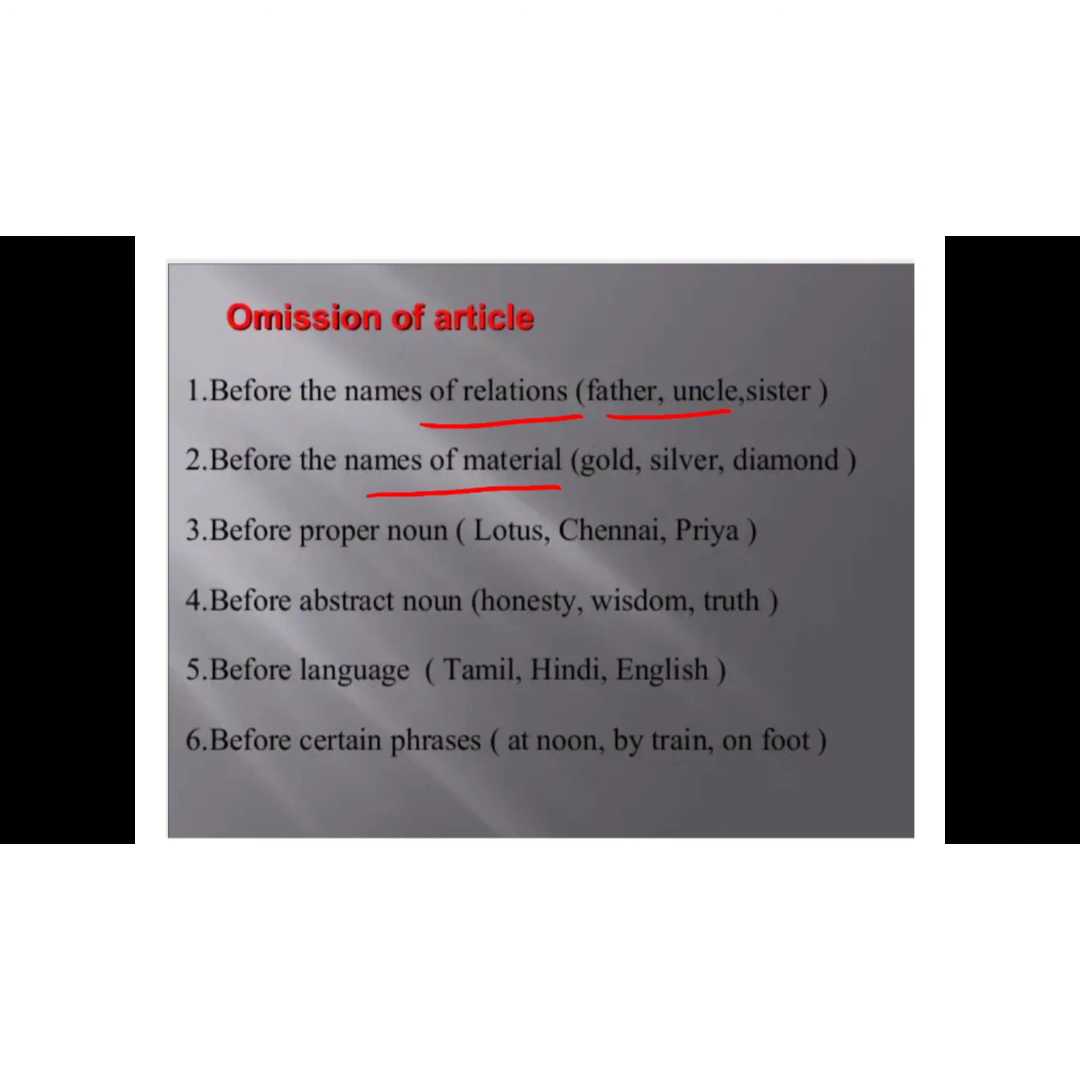 Omission of article
1.Before the names of relations (father, uncle,sister )
2.Before the names of material (gold, silver, diamond )
3.Before proper noun ( Lotus, Chennai, Priya )
4.Before abstract noun (honesty, wisdom, truth )
5.Before language ( Tamil, Hindi, English )
6.Before certain phrases ( at noon, by train, on foot )